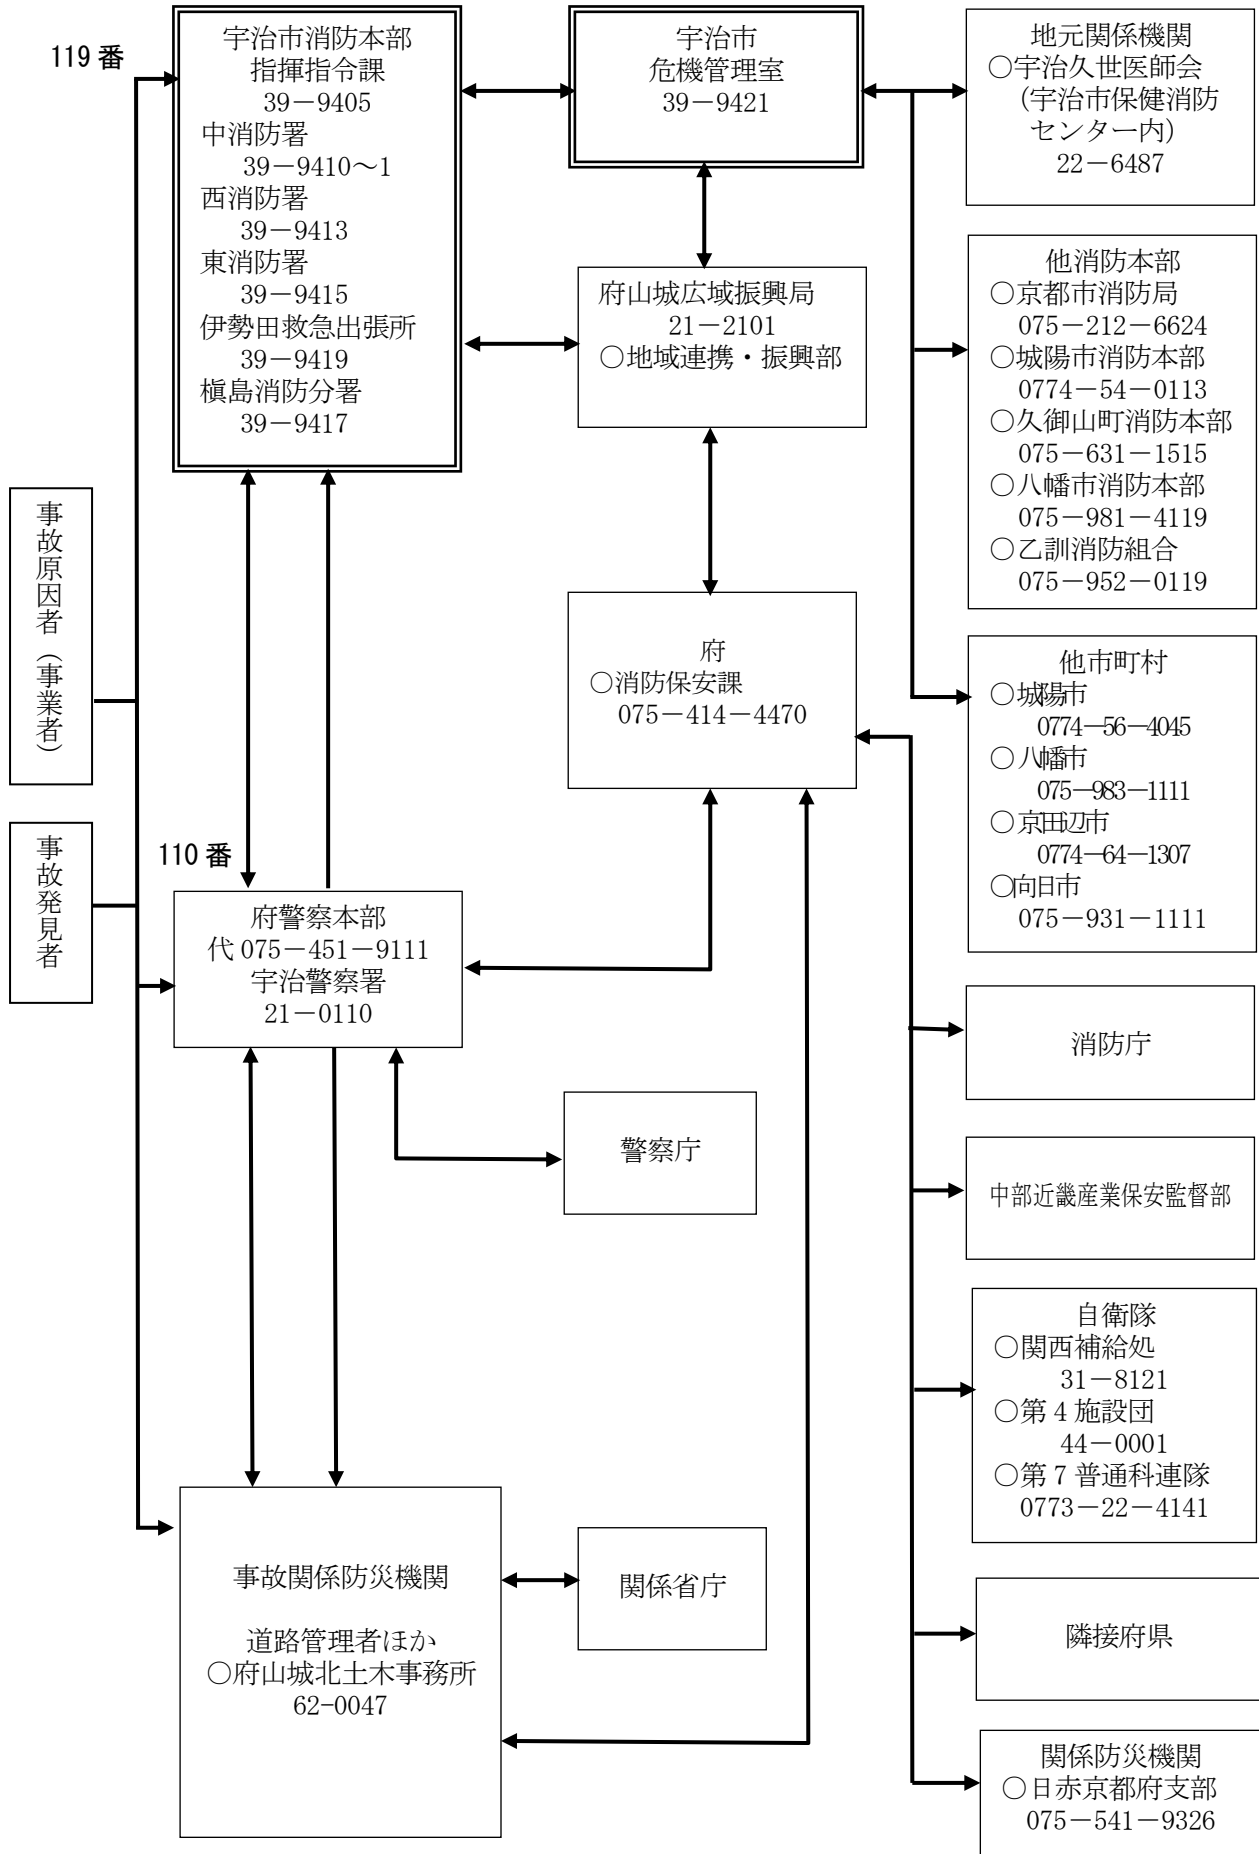 119番
宇治市消防本部
指揮指令課
39－9405
中消防署
39－9410～1
西消防署
39－9413
東消防署
39－9415
伊勢田救急出張所
39－9419
槇島消防分署
39－9417
宇治市
危機管理室
39－9421
地元関係機関
○宇治久世医師会
（宇治市保健消防
センター内）
22－6487
府山城広域振興局
21－2101
○地域連携・振興部
他消防本部
○京都市消防局
075－212－6624
○城陽市消防本部
0774－54－0113
○久御山町消防本部
075－631－1515
○八幡市消防本部
075－981－4119
○乙訓消防組合
075－952－0119
事故原因者（事業者）
府
○消防保安課
075－414－4470
他市町村
○城陽市
0774－56－4045
○八幡市
075－983－1111
○京田辺市
0774－64－1307
○向日市
075－931－1111
事故発見者
110番
府警察本部
代075－451－9111
宇治警察署
21－0110
消防庁
警察庁
中部近畿産業保安監督部
自衛隊
○関西補給処
31－8121
○第4施設団
44－0001
○第7普通科連隊
0773－22－4141
事故関係防災機関
道路管理者ほか
○府山城北土木事務所
62-0047
関係省庁
隣接府県
関係防災機関
○日赤京都府支部
075－541－9326